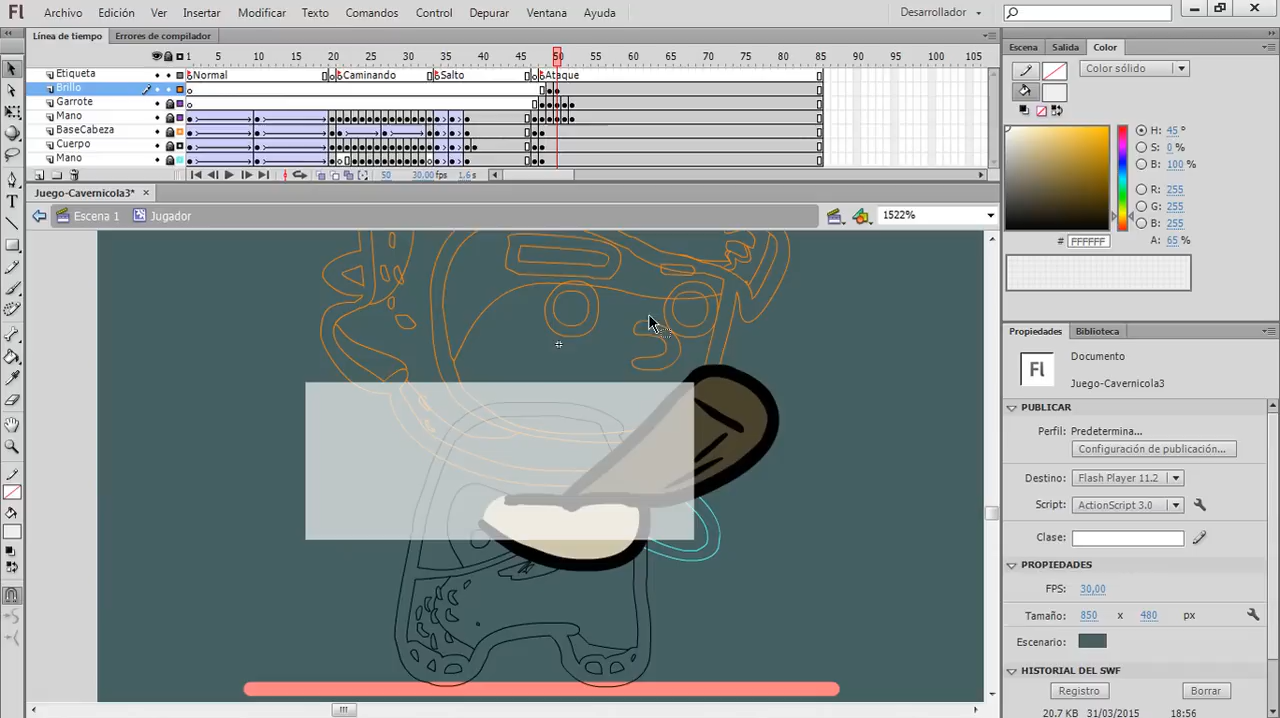 Fl Archivo Edición Ver Insertar Modificar Texto Comandos Control Depurar Ventana Ayuda Desarrollador
Línea de tiempo Errores de compilador
1 5 10 15 20 25 30 35 40 45 50 55 60 65 70 75 80 85 90 95 100 105
Etiqueta Normal Caminando Salto Ataque
Brillo
Garrote
Mano
BaseCabeza
Cuerpo
Mano
50 30,00 fps 1,6 s
Juego-Cavernicola3* ×
Escena 1 Jugador 1522%
Escena Salida Color
Color sólido
H: 45 °
S: 0 %
B: 100 %
R: 255
G: 255
B: 255
# FFFFFF A: 65 %
Propiedades Biblioteca
Fl Documento
Juego-Cavernicola3
PUBLICAR
Perfil: Predetermina...
Configuración de publicación...
Destino: Flash Player 11.2
Script: ActionScript 3.0
Clase:
PROPIEDADES
FPS: 30,00
Tamaño: 850 x 480 px
Escenario:
HISTORIAL DEL SWF
Registro Borrar
20.7 KB 31/03/2015 18:56